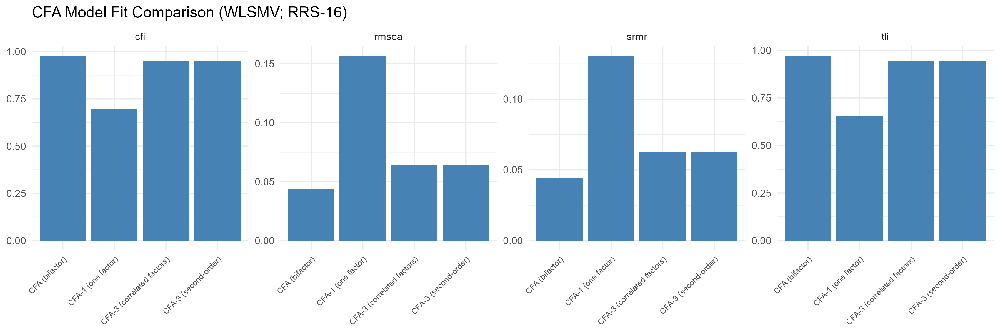 CFA Model Fit Comparison (WLSMV; RRS-16)
cfi
1.00
0.75
0.50
0.25
0.00
CFA (bifactor)
CFA-1 (one factor)
CFA-3 (correlated factors)
CFA-3 (second-order)
rmsea
0.15
0.10
0.05
0.00
CFA (bifactor)
CFA-1 (one factor)
CFA-3 (correlated factors)
CFA-3 (second-order)
srmr
0.10
0.05
0.00
CFA (bifactor)
CFA-1 (one factor)
CFA-3 (correlated factors)
CFA-3 (second-order)
tli
1.00
0.75
0.50
0.25
0.00
CFA (bifactor)
CFA-1 (one factor)
CFA-3 (correlated factors)
CFA-3 (second-order)